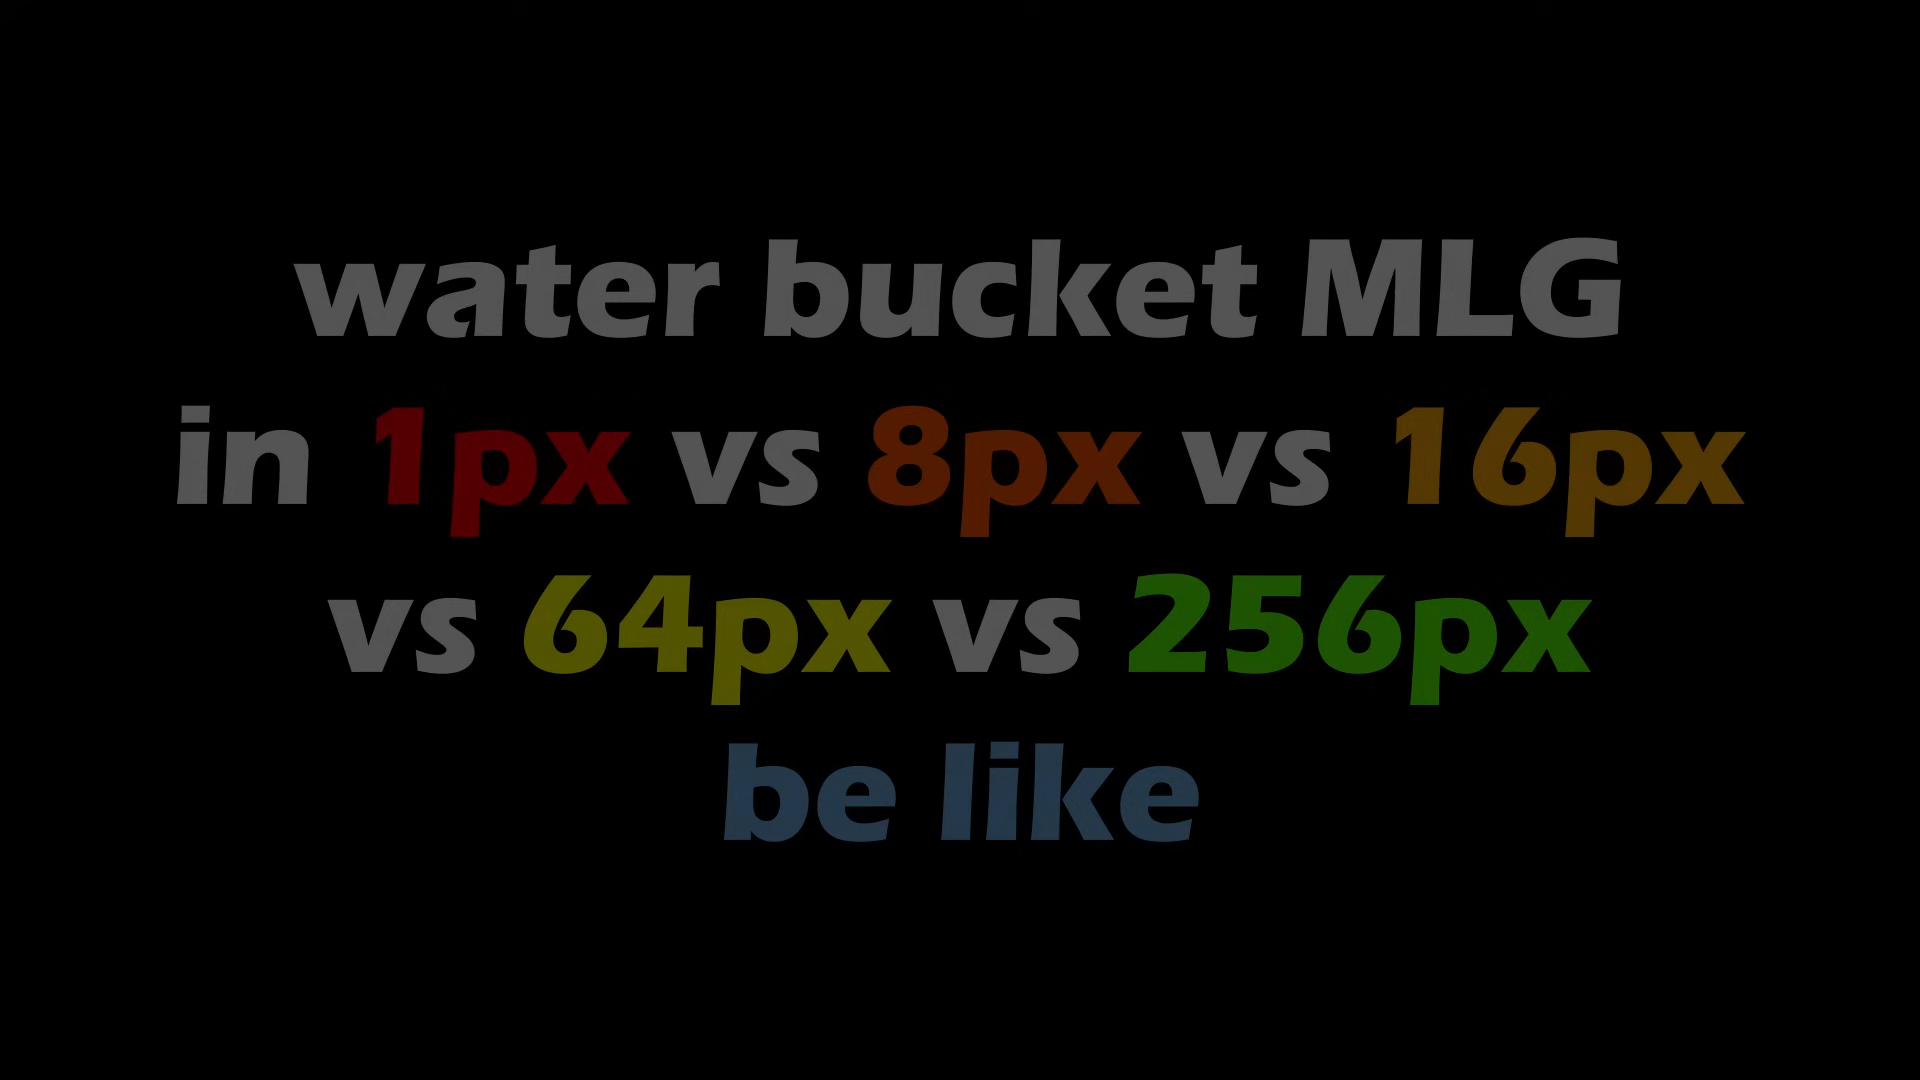 water bucket MLG
in 1px vs 8px vs 16px
vs 64px vs 256px
be like